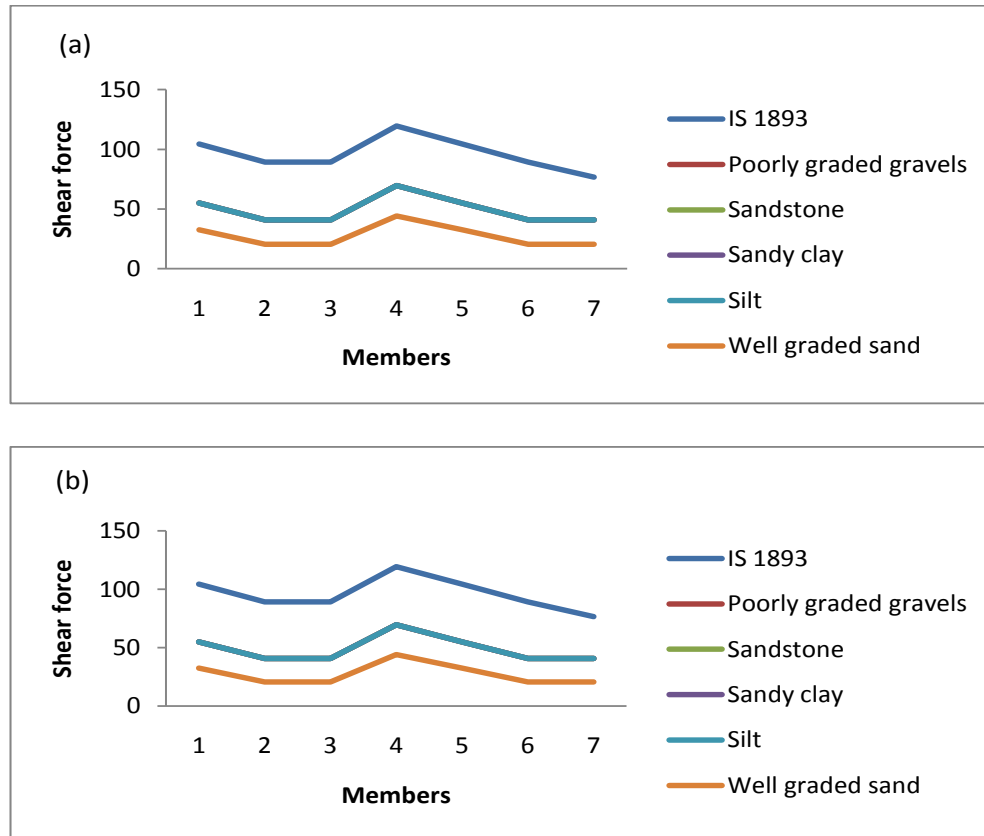 (a)
150
100
50
0
Shear force
1 2 3 4 5 6 7
Members
IS 1893
Poorly graded gravels
Sandstone
Sandy clay
Silt
Well graded sand
(b)
150
100
50
0
Shear force
1 2 3 4 5 6 7
Members
IS 1893
Poorly graded gravels
Sandstone
Sandy clay
Silt
Well graded sand